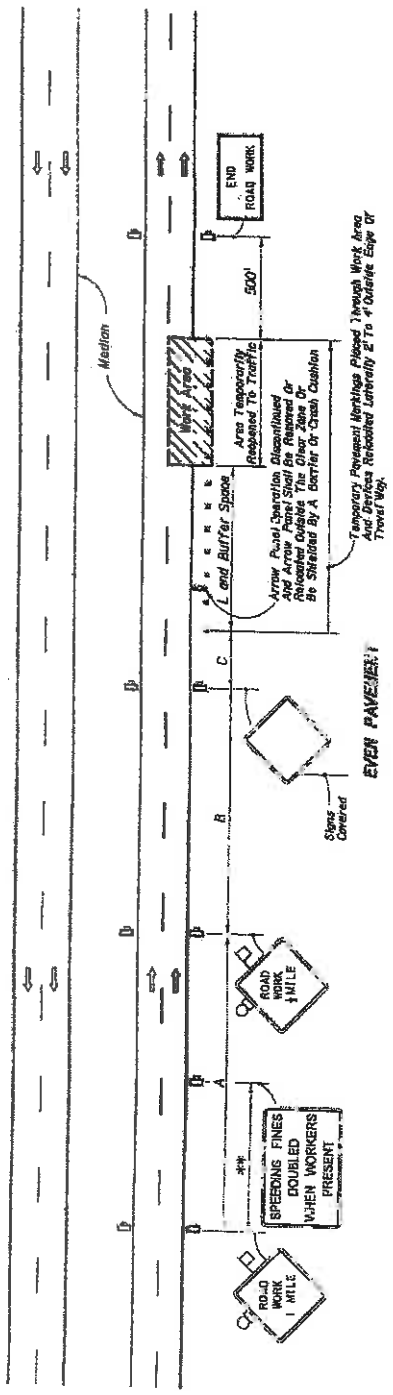 Median
END
ROAD WORK
500'
Work Area
Area Temporarily
Reopened To Traffic
L and Buffer Space
Arrow Panel Operation Discontinued
And Arrow Panel Shall Be Removed Or
Relocated Outside The Clear Zone Or
Be Shielded By A Barrier Or Crash Cushion
Temporary Pavement Markings Placed Through Work Area
And Devices Relocated Laterally 2' To 4' Outside Edge Of
Travel Way.
C
B
Signs
Covered
EVEN PAVEMENT
ROAD
WORK
½ MILE
A
**
SPEEDING FINES
DOUBLED
WHEN WORKERS
PRESENT
ROAD
WORK
1 MILE